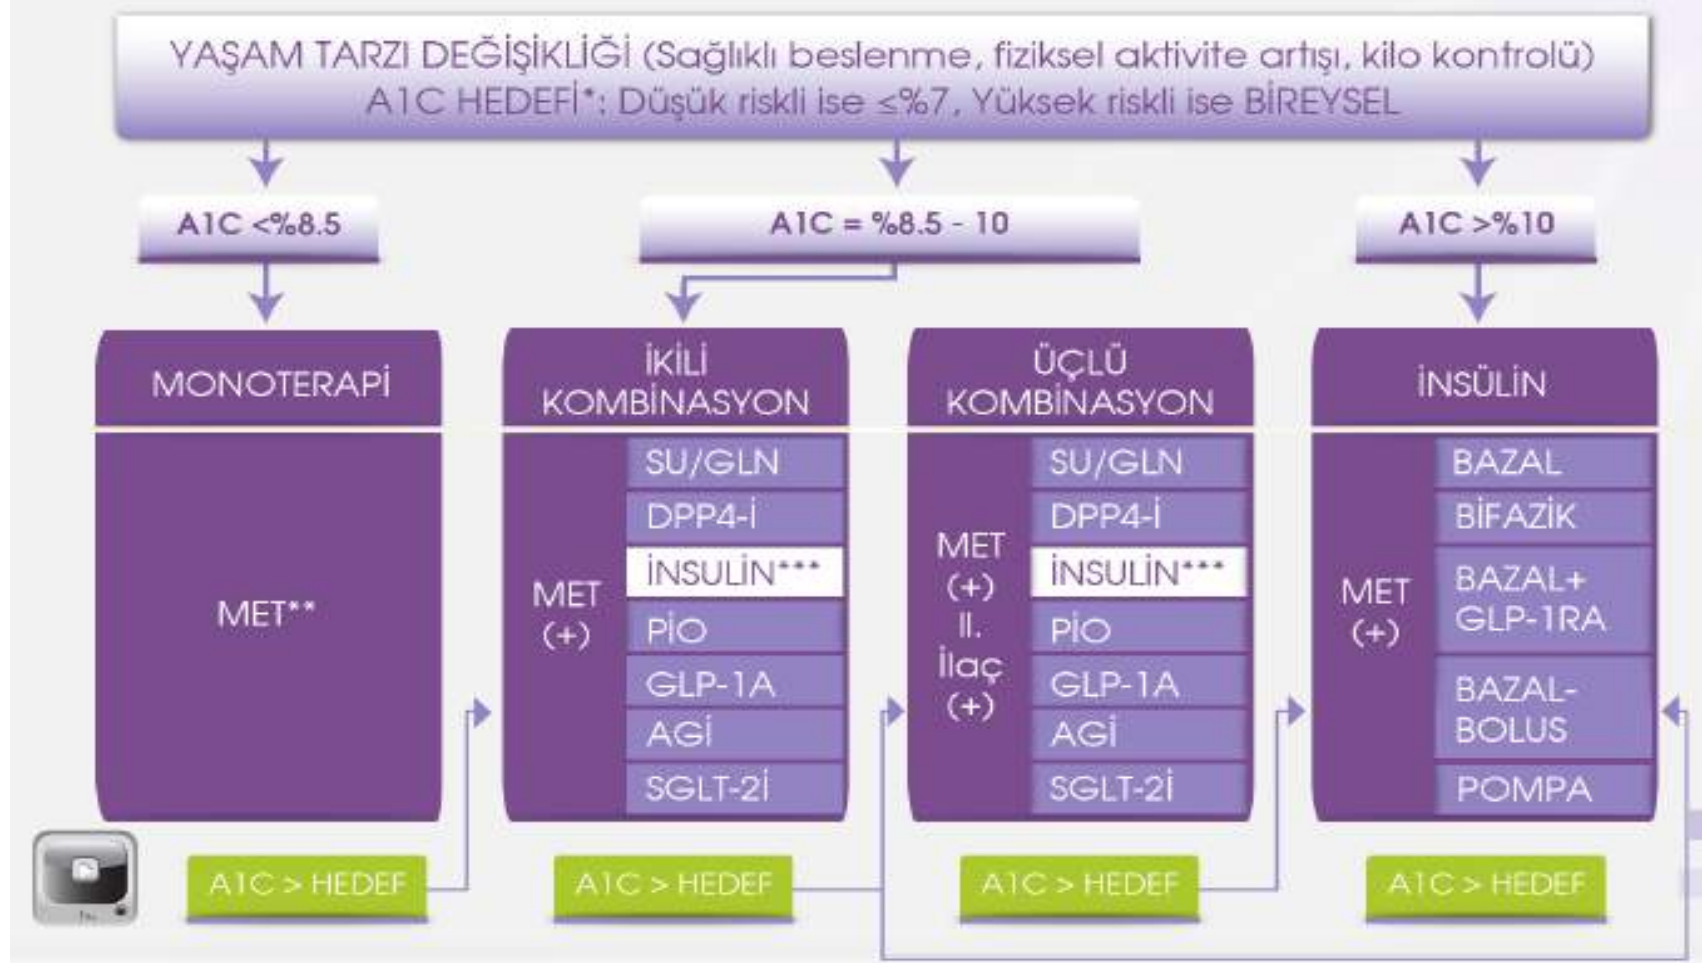 YAŞAM TARZI DEĞİŞİKLİĞİ (Sağlıklı beslenme, fiziksel aktivite artışı, kilo kontrolü)
A1C HEDEFİ*: Düşük riskli ise ≤%7, Yüksek riskli ise BİREYSEL
A1C <%8.5
A1C = %8.5 - 10
A1C >%10
MONOTERAPİ
MET**
A1C > HEDEF
İKİLİ
KOMBİNASYON
MET
(+)
SU/GLN
DPP4-İ
İNSULİN***
PİO
GLP-1A
AGİ
SGLT-2İ
A1C > HEDEF
ÜÇLÜ
KOMBİNASYON
MET
(+)
II.
İlaç
(+)
SU/GLN
DPP4-İ
İNSULİN***
PİO
GLP-1A
AGİ
SGLT-2İ
A1C > HEDEF
İNSÜLİN
MET
(+)
BAZAL
BİFAZİK
BAZAL+
GLP-1RA
BAZAL-
BOLUS
POMPA
A1C > HEDEF